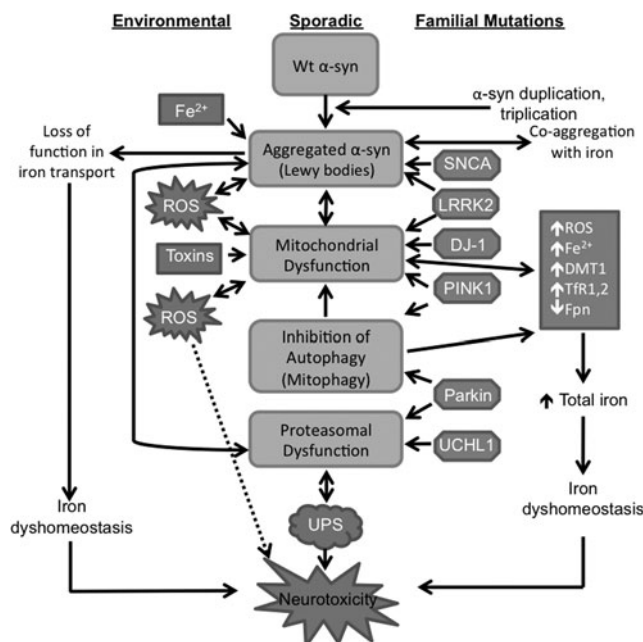 Environmental Sporadic Familial Mutations
Wt α-syn
α-syn duplication,
triplication
Fe²⁺
Loss of
function in
iron transport
Aggregated α-syn
(Lewy bodies)
Co-aggregation
with iron
SNCA
ROS
LRRK2
Toxins
Mitochondrial
Dysfunction
DJ-1
PINK1
ROS
Fe²⁺
DMT1
TfR1,2
Fpn
ROS
Inhibition of
Autophagy
(Mitophagy)
Parkin
Total iron
Proteasomal
Dysfunction
UCHL1
UPS
Iron
dyshomeostasis
Iron
dyshomeostasis
Neurotoxicity